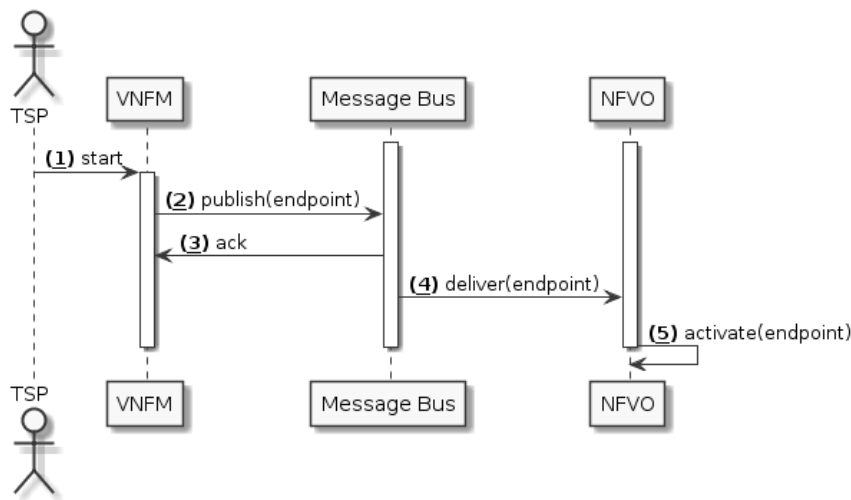 TSP
VNFM
Message Bus
NFVO
(1) start
(2) publish(endpoint)
(3) ack
(4) deliver(endpoint)
(5) activate(endpoint)
TSP
VNFM
Message Bus
NFVO